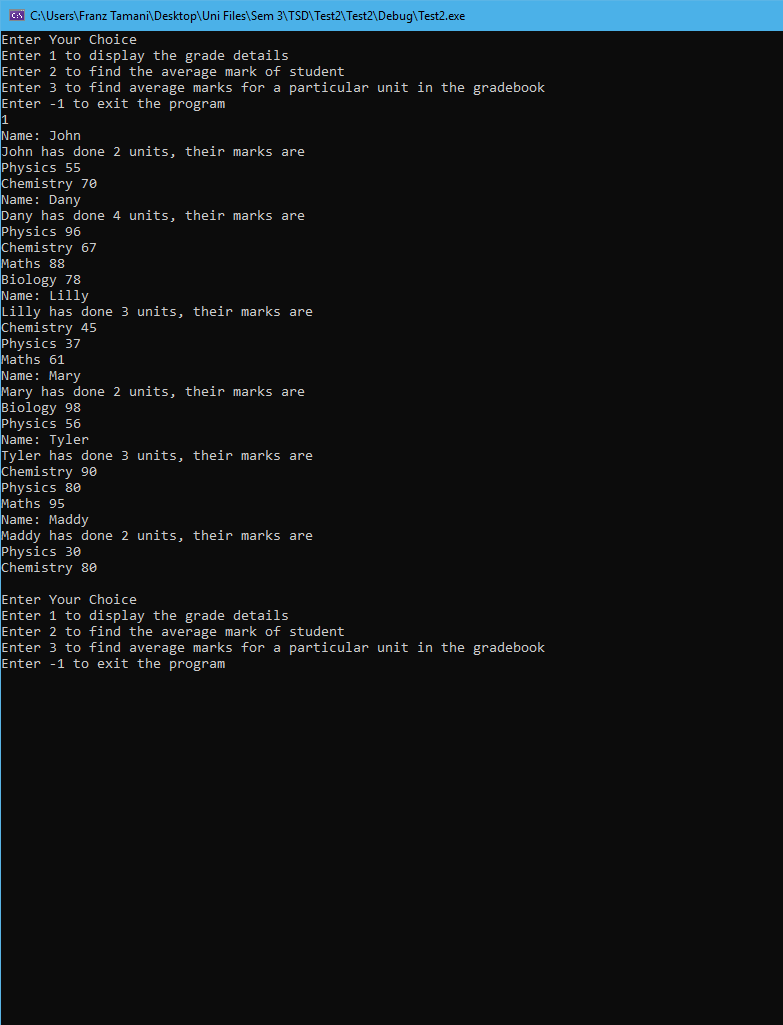 C:\Users\Franz Tamani\Desktop\Uni Files\Sem 3\TSD\Test2\Test2\Debug\Test2.exe
Enter Your Choice
Enter 1 to display the grade details
Enter 2 to find the average mark of student
Enter 3 to find average marks for a particular unit in the gradebook
Enter -1 to exit the program
1
Name: John
John has done 2 units, their marks are
Physics 55
Chemistry 70
Name: Dany
Dany has done 4 units, their marks are
Physics 96
Chemistry 67
Maths 88
Biology 78
Name: Lilly
Lilly has done 3 units, their marks are
Chemistry 45
Physics 37
Maths 61
Name: Mary
Mary has done 2 units, their marks are
Biology 98
Physics 56
Name: Tyler
Tyler has done 3 units, their marks are
Chemistry 90
Physics 80
Maths 95
Name: Maddy
Maddy has done 2 units, their marks are
Physics 30
Chemistry 80
Enter Your Choice
Enter 1 to display the grade details
Enter 2 to find the average mark of student
Enter 3 to find average marks for a particular unit in the gradebook
Enter -1 to exit the program